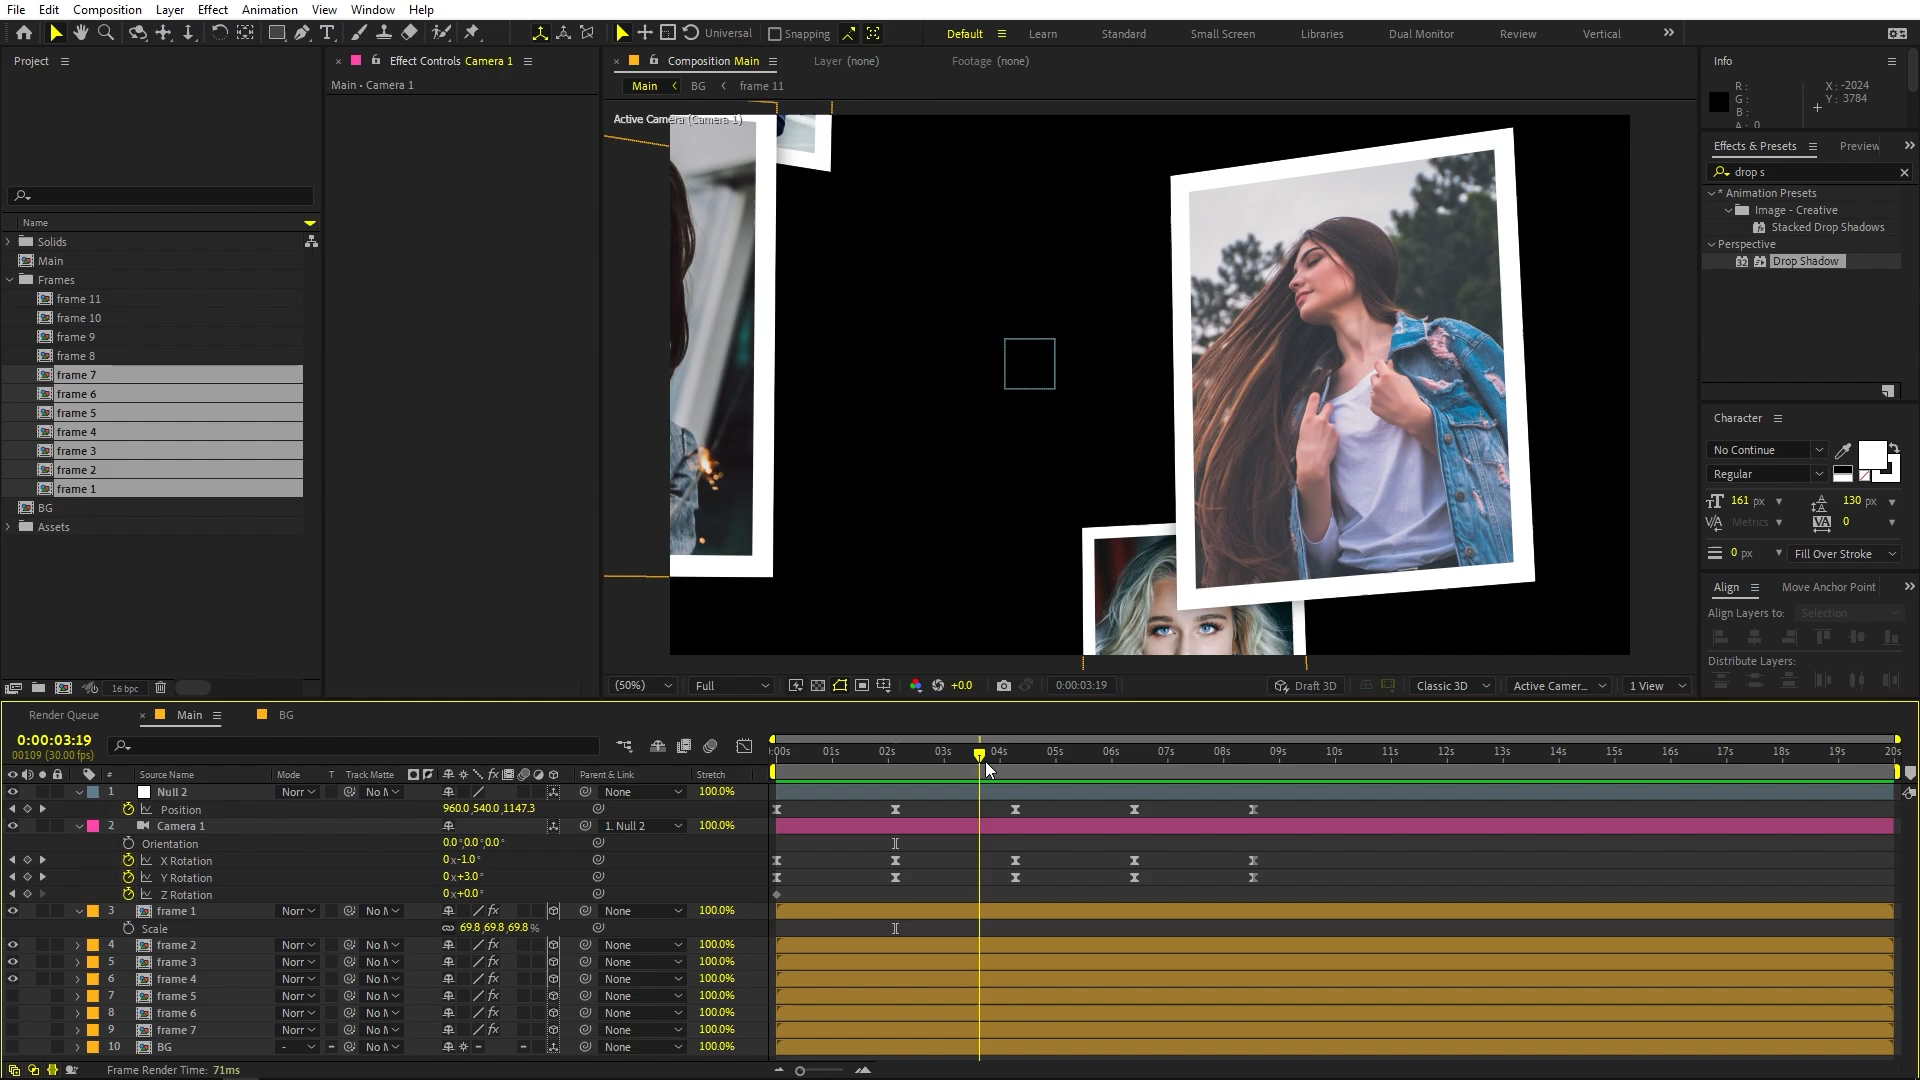 File Edit Composition Layer Effect Animation View Window Help
Universal Snapping Default Learn Standard Small Screen Libraries Dual Monitor Review Vertical
Project
Name
Solids
Main
Frames
frame 11
frame 10
frame 9
frame 8
frame 7
frame 6
frame 5
frame 4
frame 3
frame 2
frame 1
BG
Assets
16 bpc
Effect Controls Camera 1
Main • Camera 1
Composition Main Layer (none) Footage (none)
Main BG frame 11
Active Camera (Camera 1)
(50%) Full +0.0 0:00:03:19 Draft 3D Classic 3D Active Camer... 1 View
Info
R :
G :
B :
A : 0
X : -2024
Y : 3784
Effects & Presets Preview
drop s
* Animation Presets
Image - Creative
Stacked Drop Shadows
Perspective
32 Drop Shadow
Character
No Continue
Regular
161 px 130 px
Metrics 0
0 px Fill Over Stroke
Align Move Anchor Point
Align Layers to: Selection
Distribute Layers:
Render Queue Main BG
0:00:03:19
00109 (30.00 fps)
:00s 01s 02s 03s 04s 05s 06s 07s 08s 09s 10s 11s 12s 13s 14s 15s 16s 17s 18s 19s 20s
# Source Name Mode T Track Matte fx Parent & Link Stretch
1 Null 2 Norr No M None 100.0%
Position 960.0,540.0,1147.3
2 Camera 1 1. Null 2 100.0%
Orientation 0.0°,0.0°,0.0°
X Rotation 0x-1.0°
Y Rotation 0x+3.0°
Z Rotation 0x+0.0°
3 frame 1 Norr No M fx None 100.0%
Scale 69.8,69.8,69.8%
4 frame 2 Norr No M fx None 100.0%
5 frame 3 Norr No M fx None 100.0%
6 frame 4 Norr No M fx None 100.0%
7 frame 5 Norr No M fx None 100.0%
8 frame 6 Norr No M fx None 100.0%
9 frame 7 Norr No M fx None 100.0%
10 BG - No M None 100.0%
Frame Render Time: 71ms